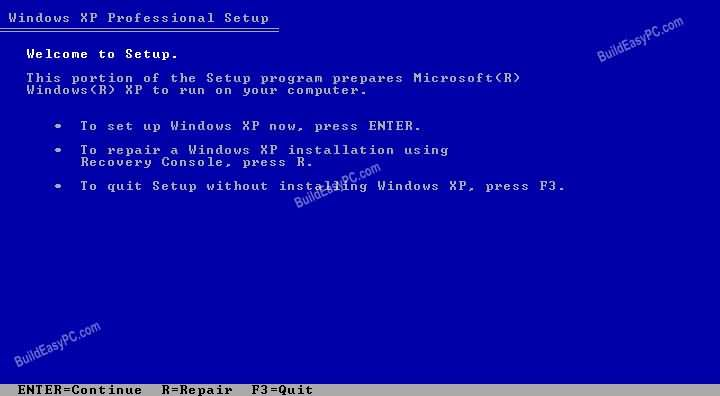 Windows XP Professional Setup
BuildEasyPC.com
Welcome to Setup.
This portion of the Setup program prepares Microsoft(R)
Windows(R) XP to run on your computer.
• To set up Windows XP now, press ENTER.
• To repair a Windows XP installation using
Recovery Console, press R.
• To quit Setup without installing Windows XP, press F3.
BuildEasyPC.com
BuildEasyPC.com
ENTER=Continue R=Repair F3=Quit